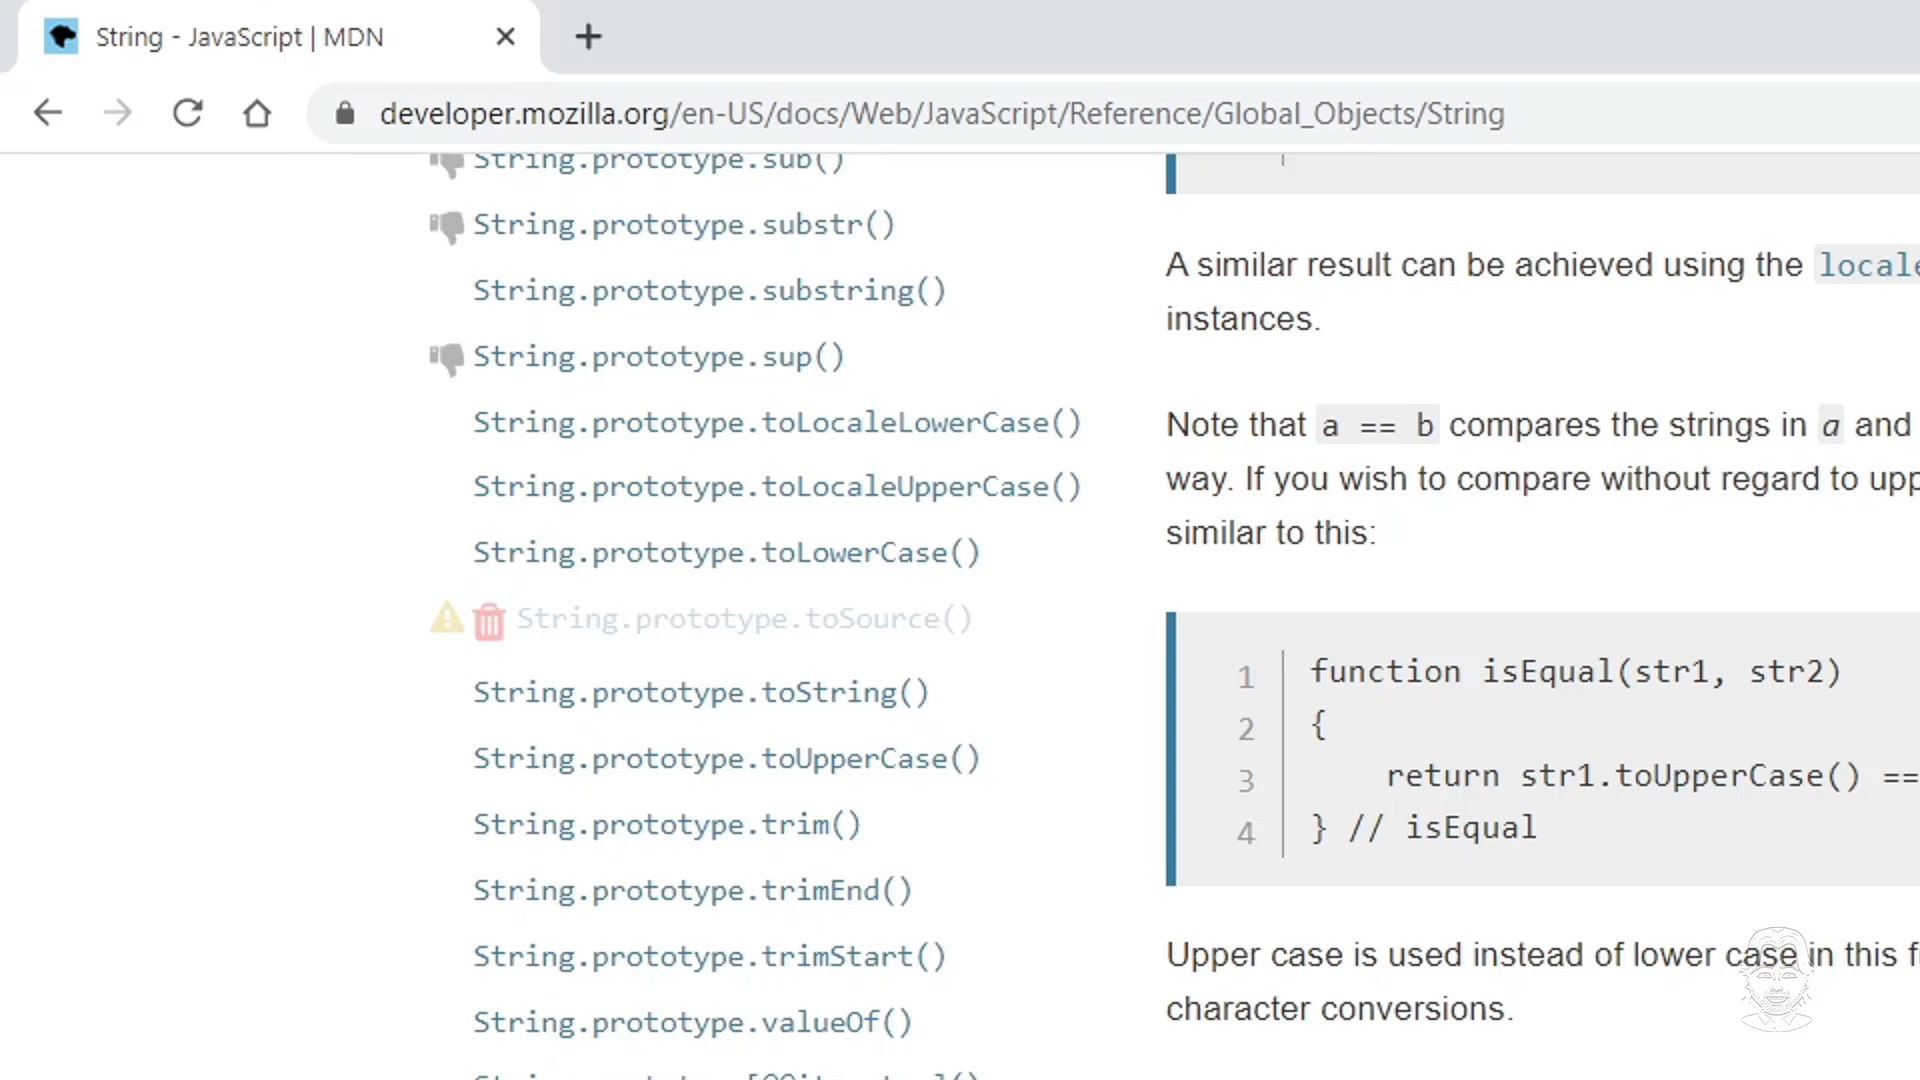 String - JavaScript | MDN
developer.mozilla.org/en-US/docs/Web/JavaScript/Reference/Global_Objects/String
String.prototype.sub()
String.prototype.substr()
String.prototype.substring()
String.prototype.sup()
String.prototype.toLocaleLowerCase()
String.prototype.toLocaleUpperCase()
String.prototype.toLowerCase()
String.prototype.toSource()
String.prototype.toString()
String.prototype.toUpperCase()
String.prototype.trim()
String.prototype.trimEnd()
String.prototype.trimStart()
String.prototype.valueOf()
A similar result can be achieved using the locale
instances.
Note that a == b compares the strings in a and
way. If you wish to compare without regard to upp
similar to this:
1 function isEqual(str1, str2)
2 {
3 return str1.toUpperCase() ==
4 } // isEqual
Upper case is used instead of lower case in this f
character conversions.